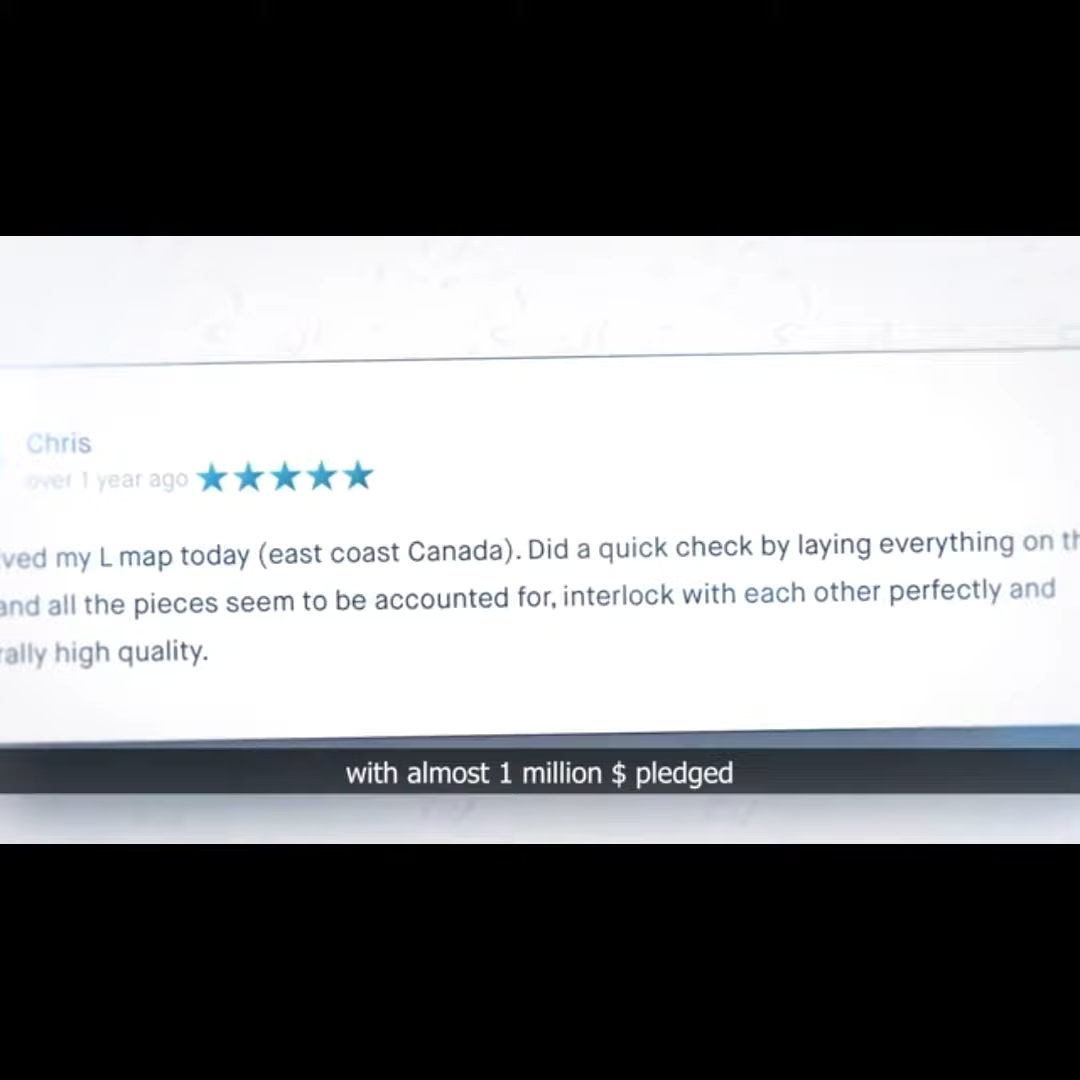 Chris
over 1 year ago
ved my L map today (east coast Canada). Did a quick check by laying everything on th
and all the pieces seem to be accounted for, interlock with each other perfectly and
rally high quality.
with almost 1 million $ pledged